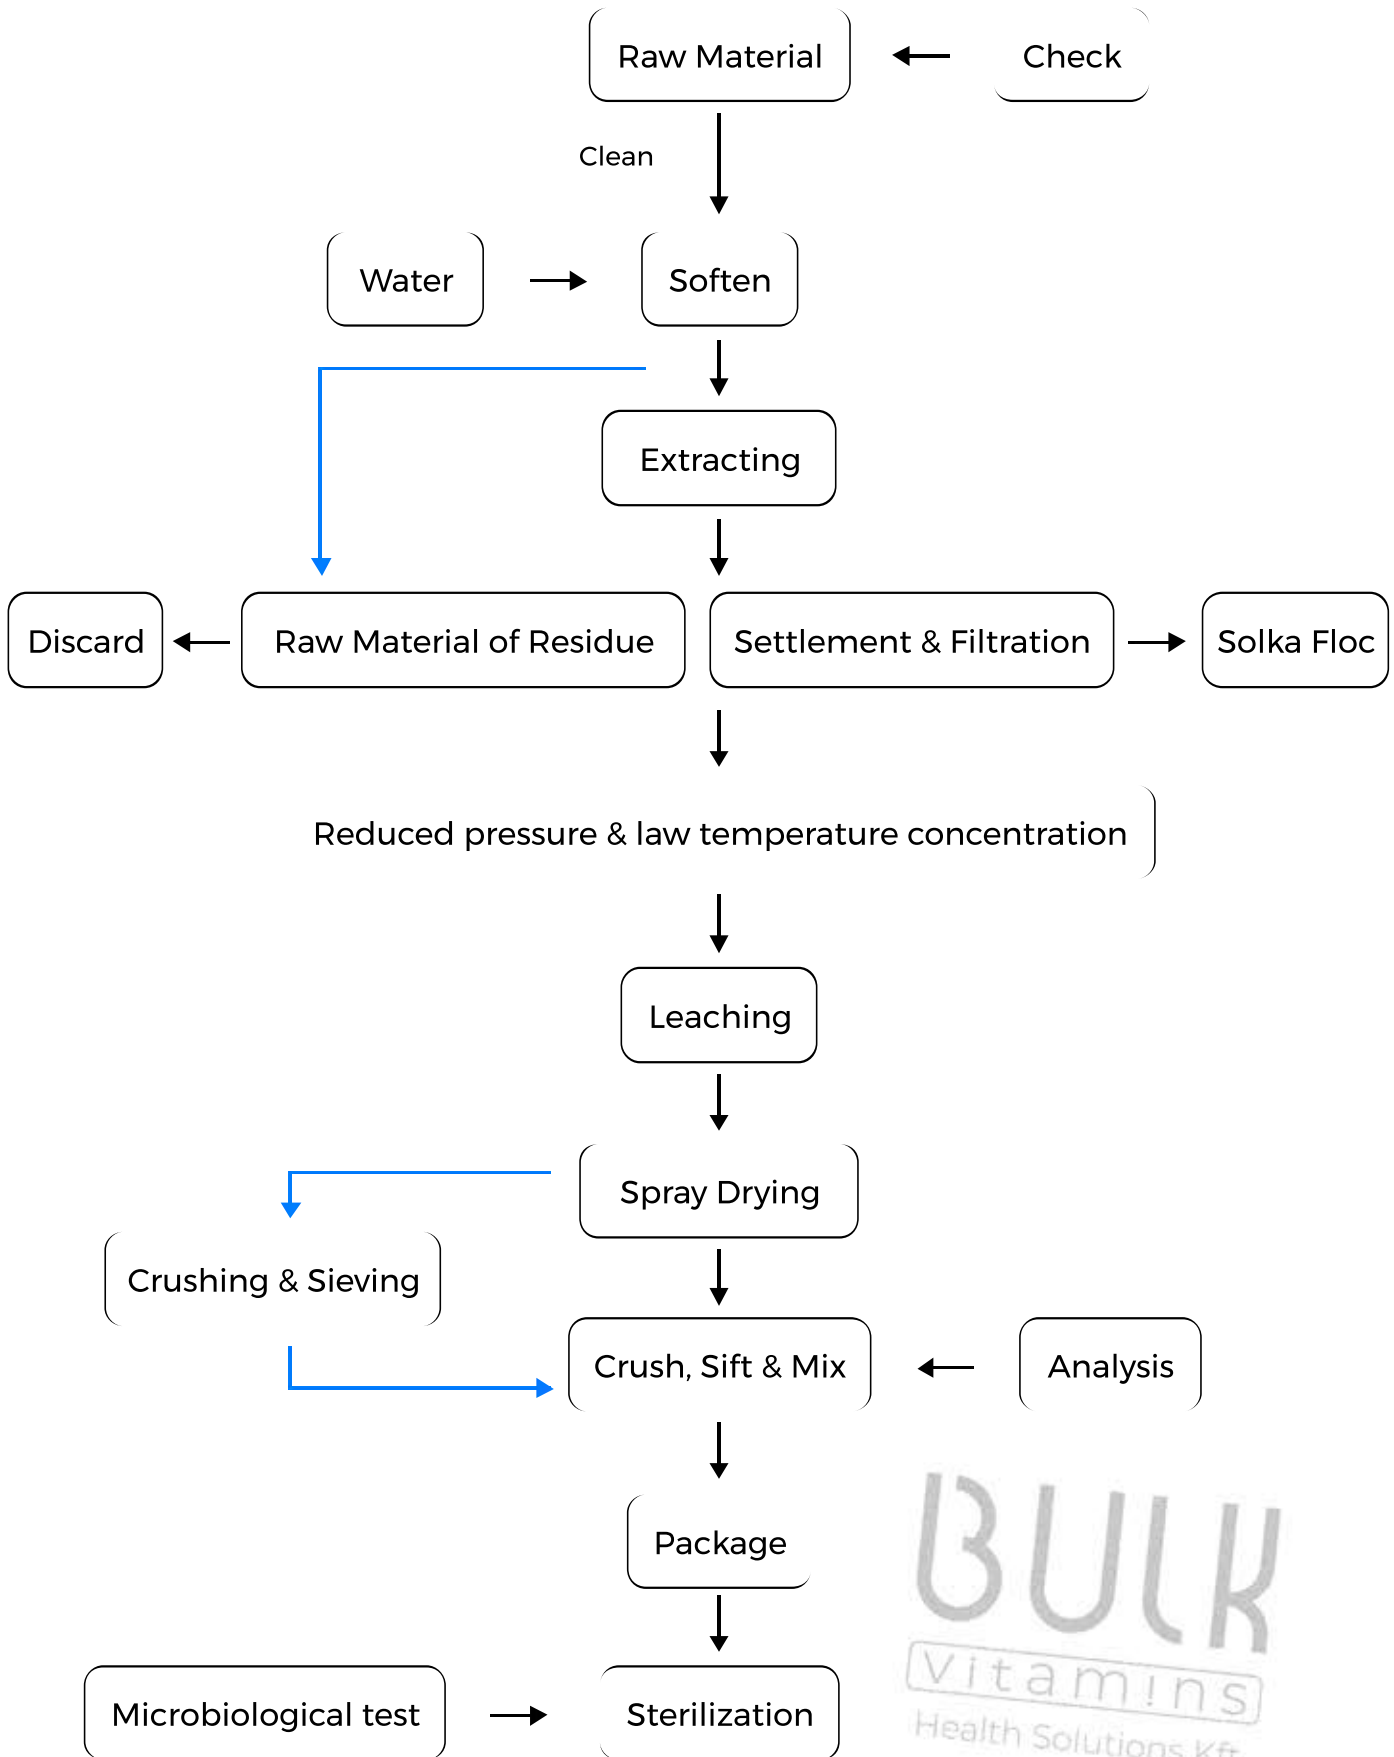 Raw Material
Check
Clean
Water
Soften
Extracting
Discard
Raw Material of Residue
Settlement & Filtration
Solka Floc
Reduced pressure & law temperature concentration
Leaching
Spray Drying
Crushing & Sieving
Crush, Sift & Mix
Analysis
Package
Microbiological test
Sterilization
BULK
vitamins
Health Solutions Kft